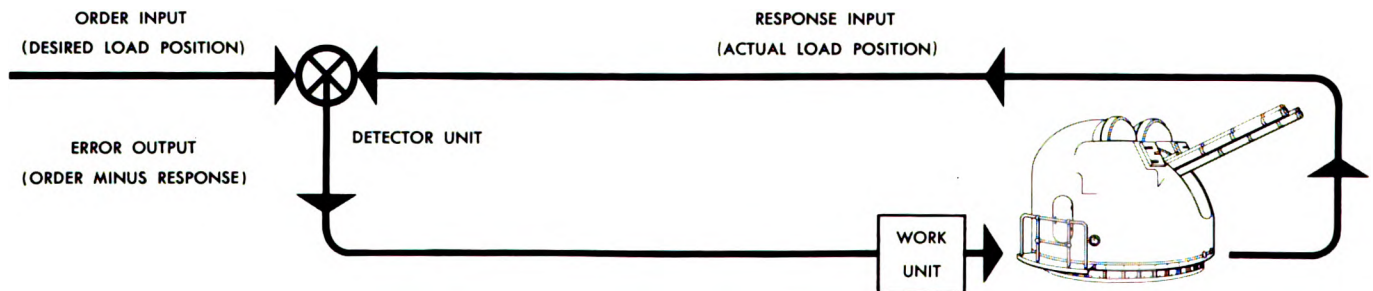 ORDER INPUT
(DESIRED LOAD POSITION)
RESPONSE INPUT
(ACTUAL LOAD POSITION)
DETECTOR UNIT
ERROR OUTPUT
(ORDER MINUS RESPONSE)
WORK
UNIT